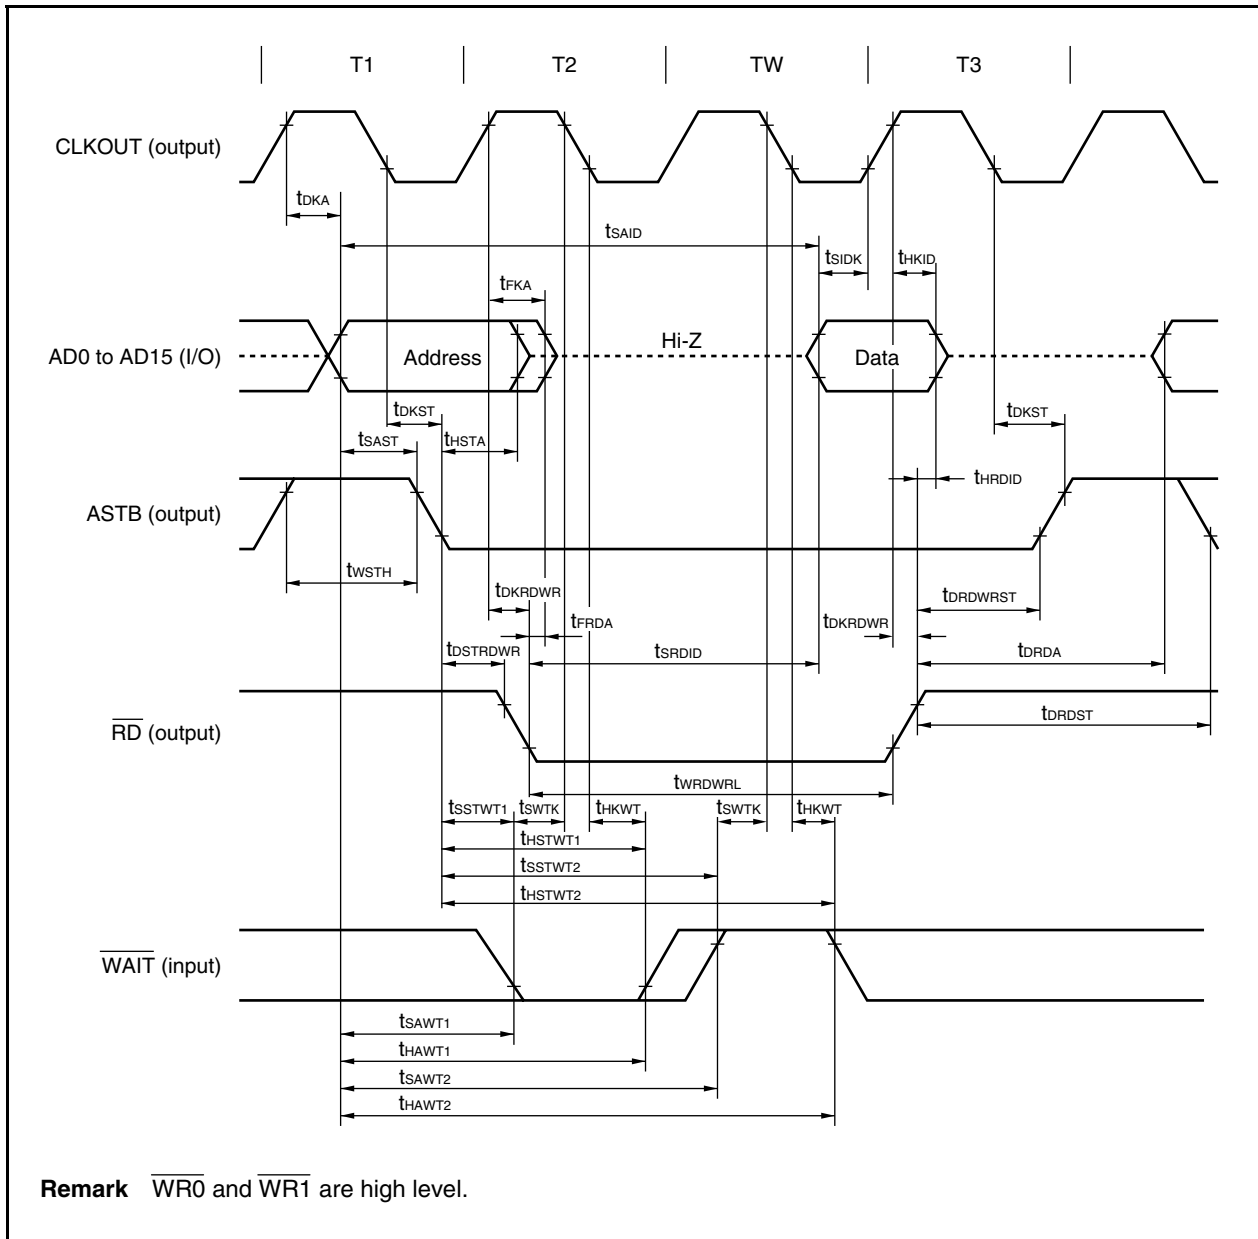 T1 T2 TW T3
CLKOUT (output)
tDKA
tSAID
tSIDK tHKID
tFKA
Hi-Z
AD0 to AD15 (I/O) Address Data
tDKST tDKST
tSAST tHSTA
tHRDID
ASTB (output)
tWSTH
tDKRDWR tDRDWRST
tFRDA tDKRDWR
tDSTRDWR tSRDID tDRDA
tDRDST
RD (output)
tWRDWRL
tSSTWT1 tSWTK tHKWT tSWTK tHKWT
tHSTWT1
tSSTWT2
tHSTWT2
WAIT (input)
tSAWT1
tHAWT1
tSAWT2
tHAWT2
Remark WR0 and WR1 are high level.